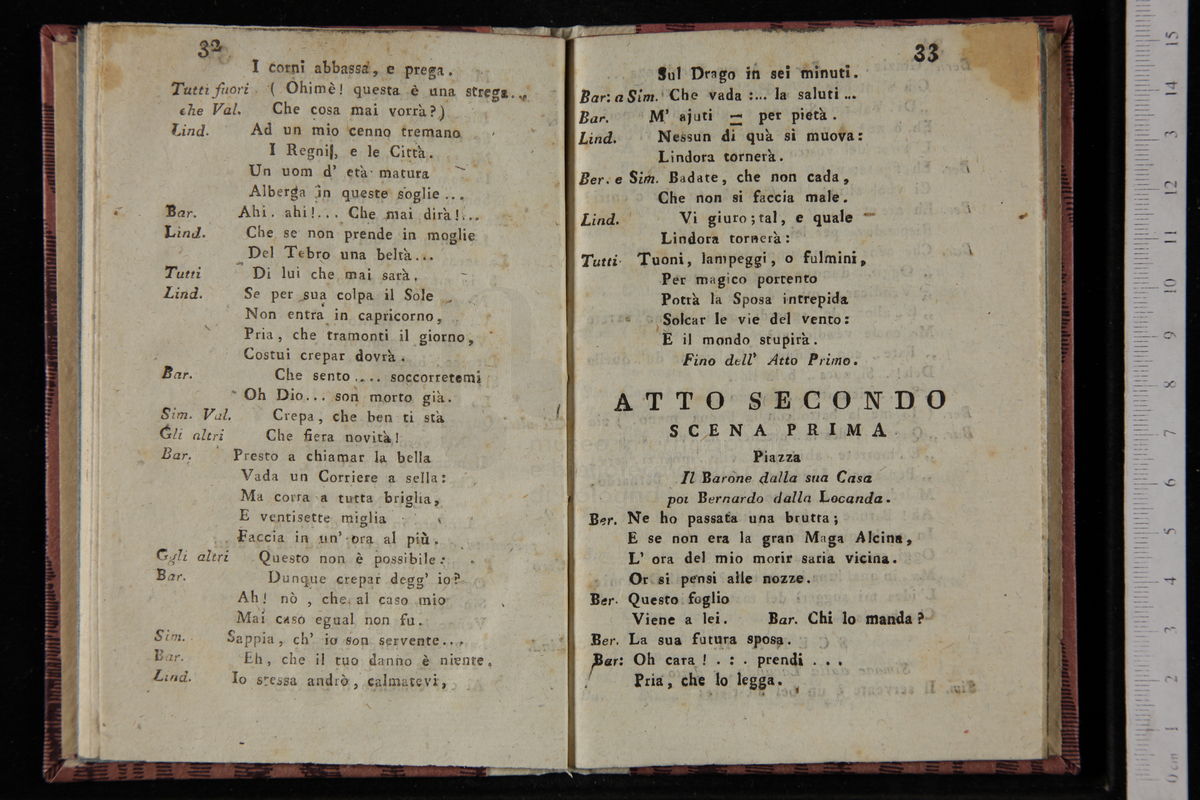 32
I corni abbassa, e prega.
Tutti fuori ( Ohimè! questa è una strega...
che Val. Che cosa mai vorrà?)
Lind. Ad un mio cenno tremano
I Regni, e le Città.
Un uom d' età matura
Alberga in queste soglie ...
Bar. Ahi. ahi!... Che mai dirà!...
Lind. Che se non prende in moglie
Del Tebro una beltà...
Tutti Di lui che mai sarà.
Lind. Se per sua colpa il Sole
Non entra in capricorno,
Pria, che tramonti il giorno,
Costui crepar dovrà.
Bar. Che sento .... soccorretemi
Oh Dio... son morto già.
Sim. Val. Crepa, che ben ti stà
Gli altri Che fiera novità!
Bar. Presto a chiamar la bella
Vada un Corriere a sella:
Ma corra a tutta briglia,
E ventisette miglia
Faccia in un' ora al più.
Ggli altri Questo non è possibile:
Bar. Dunque crepar degg' io?
Ah! nò, che al caso mio
Mai caso egual non fu.
Sim. Sappia, ch' io son servente...
Bar. Eh, che il tuo danno è niente.
Lind. Io stessa andrò, calmatevi,
33
Sul Drago in sei minuti.
Bar: a Sim. Che vada :... la saluti ...
Bar. M' ajuti = per pietà.
Lind. Nessun di quà si muova:
Lindora tornerà.
Ber. e Sim. Badate, che non cada,
Che non si faccia male.
Lind. Vi giuro; tal, e quale
Lindora tornerà:
Tutti Tuoni, lampeggi, o fulmini,
Per magico portento
Potrà la Sposa intrepida
Solcar le vie del vento:
E il mondo stupirà.
Fino dell' Atto Primo.
ATTO SECONDO
SCENA PRIMA
Piazza
Il Barone dalla sua Casa
poi Bernardo dalla Locanda.
Ber. Ne ho passata una brutta;
E se non era la gran Maga Alcina,
L' ora del mio morir saria vicina.
Or si pensi alle nozze.
Ber. Questo foglio
Viene a lei. Bar. Chi lo manda?
Ber. La sua futura sposa.
Bar: Oh cara ! . : . prendi . . .
Pria, che lo legga.